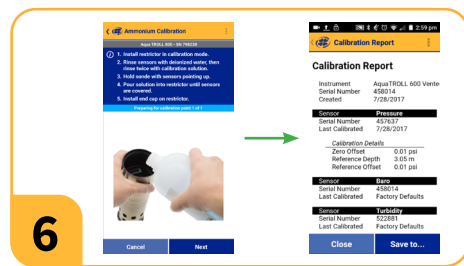 Ammonium Calibration
Aqua TROLL 500 - SN 798238
1. Install restrictor in calibration mode.
2. Rinse sensors with deionized water, then
rinse twice with calibration solution.
3. Hold sonde with sensors pointing up.
4. Pour solution into restrictor until sensors
are covered.
5. Install end cap on restrictor.
Preparing for calibration point 1 of 1
Cancel Next
2:59 pm
Calibration Report
Calibration Report
Instrument AquaTROLL 600 Vente
Serial Number 458014
Created 7/28/2017
Sensor Pressure
Serial Number 457637
Last Calibrated 7/28/2017
Calibration Details
Zero Offset 0.01 psi
Reference Depth 3.05 m
Reference Offset 0.01 psi
Sensor Baro
Serial Number 458014
Last Calibrated Factory Defaults
Sensor Turbidity
Serial Number 522881
Last Calibrated Factory Defaults
Close Save to...
6